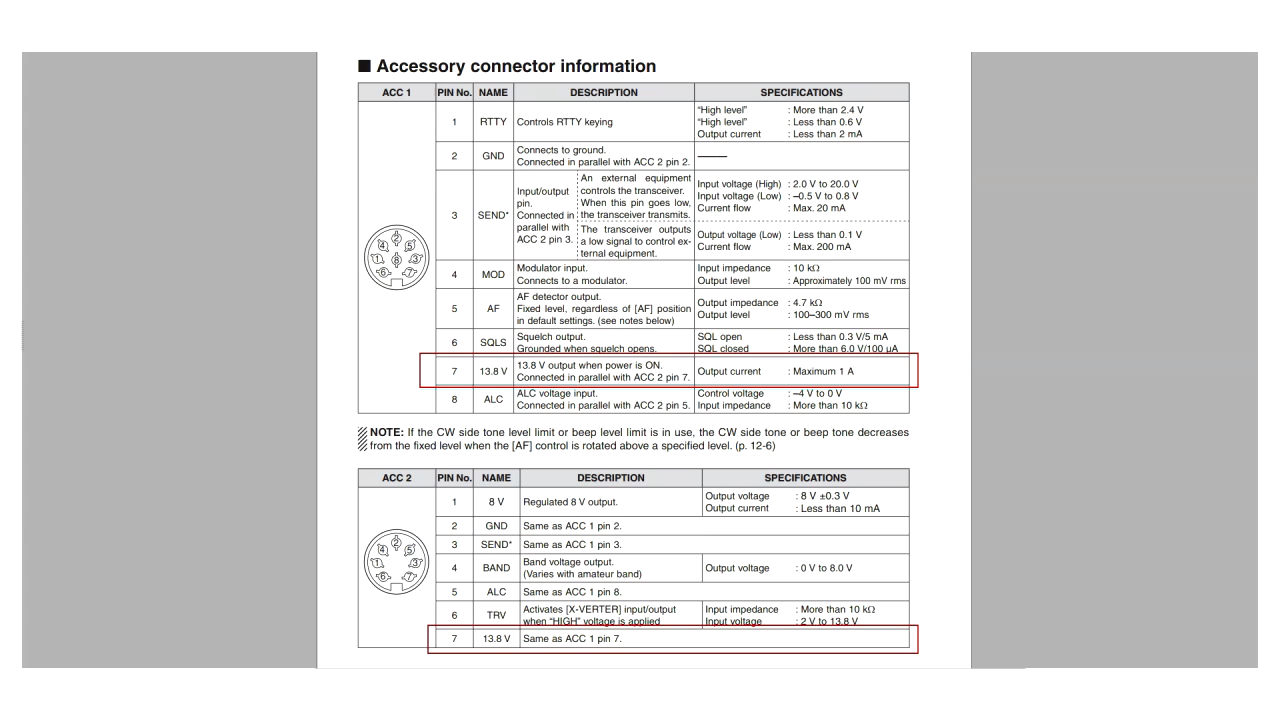 ■ Accessory connector information
ACC 1 PIN No. NAME DESCRIPTION SPECIFICATIONS
1 RTTY Controls RTTY keying
“High level” : More than 2.4 V
“High level” : Less than 0.6 V
Output current : Less than 2 mA
2 GND
Connects to ground.
Connected in parallel with ACC 2 pin 2.
3 SEND*
Input/output
pin.
Connected in
parallel with
ACC 2 pin 3.
An external equipment
controls the transceiver.
When this pin goes low,
the transceiver transmits.
Input voltage (High) : 2.0 V to 20.0 V
Input voltage (Low) : –0.5 V to 0.8 V
Current flow : Max. 20 mA
The transceiver outputs
a low signal to control ex-
ternal equipment.
Output voltage (Low) : Less than 0.1 V
Current flow : Max. 200 mA
4 MOD
Modulator input.
Connects to a modulator.
Input impedance : 10 kΩ
Output level : Approximately 100 mV rms
5 AF
AF detector output.
Fixed level, regardless of [AF] position
in default settings. (see notes below)
Output impedance : 4.7 kΩ
Output level : 100–300 mV rms
6 SQLS
Squelch output.
Grounded when squelch opens.
SQL open : Less than 0.3 V/5 mA
SQL closed : More than 6.0 V/100 µA
7 13.8 V
13.8 V output when power is ON.
Connected in parallel with ACC 2 pin 7.
Output current : Maximum 1 A
8 ALC
ALC voltage input.
Connected in parallel with ACC 2 pin 5.
Control voltage : –4 V to 0 V
Input impedance : More than 10 kΩ
2
4 5
1 8 3
6 7
NOTE: If the CW side tone level limit or beep level limit is in use, the CW side tone or beep tone decreases
from the fixed level when the [AF] control is rotated above a specified level. (p. 12-6)
ACC 2 PIN No. NAME DESCRIPTION SPECIFICATIONS
1 8 V Regulated 8 V output.
Output voltage : 8 V ±0.3 V
Output current : Less than 10 mA
2 GND Same as ACC 1 pin 2.
3 SEND* Same as ACC 1 pin 3.
4 BAND
Band voltage output.
(Varies with amateur band)
Output voltage : 0 V to 8.0 V
5 ALC Same as ACC 1 pin 8.
6 TRV
Activates [X-VERTER] input/output
when “HIGH” voltage is applied
Input impedance : More than 10 kΩ
Input voltage : 2 V to 13.8 V
7 13.8 V Same as ACC 1 pin 7.
2
4 5
1 3
6 7